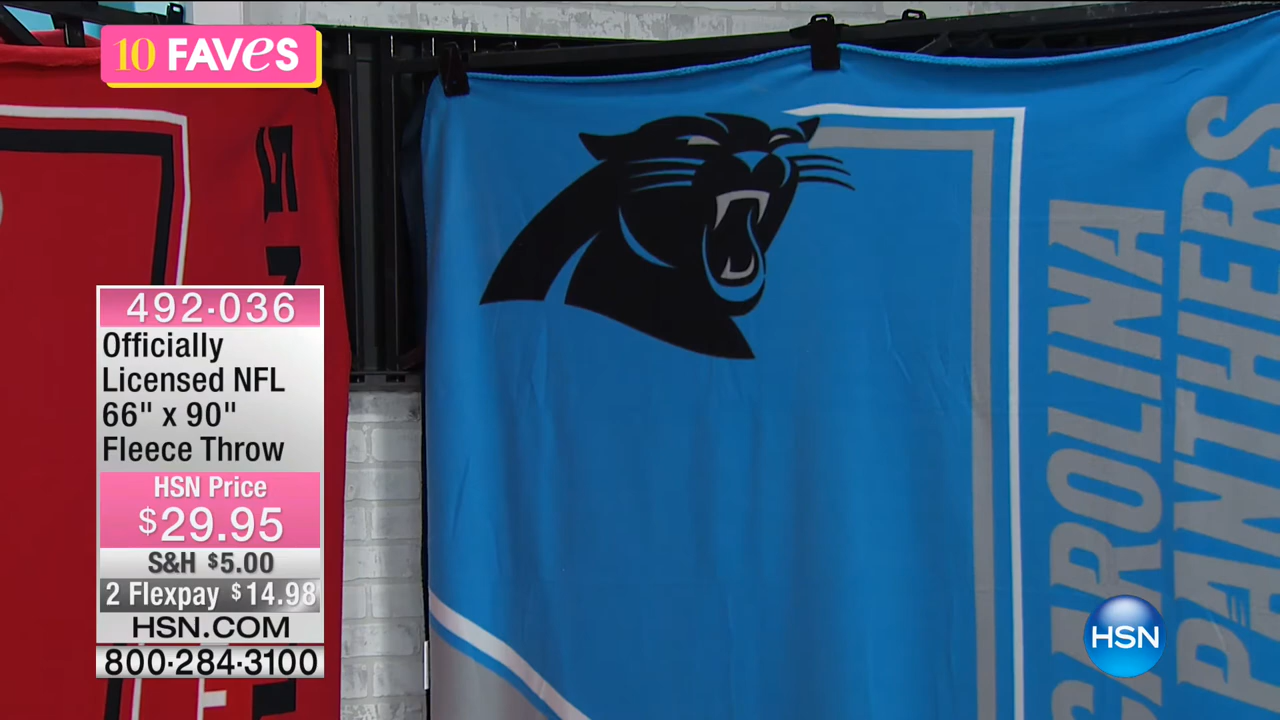 10 FAVeS
492-036
Officially
Licensed NFL
66" x 90"
Fleece Throw
HSN Price
$29.95
S&H $5.00
2 Flexpay $14.98
HSN.COM
800-284-3100
CAROLINA
PANTHERS
HSN